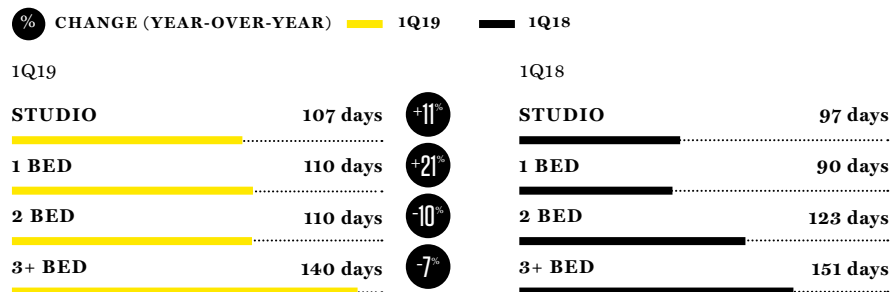 % CHANGE (YEAR-OVER-YEAR) 1Q19 1Q18
1Q19 1Q18
STUDIO 107 days +11% STUDIO 97 days
1 BED 110 days +21% 1 BED 90 days
2 BED 110 days -10% 2 BED 123 days
3+ BED 140 days -7% 3+ BED 151 days